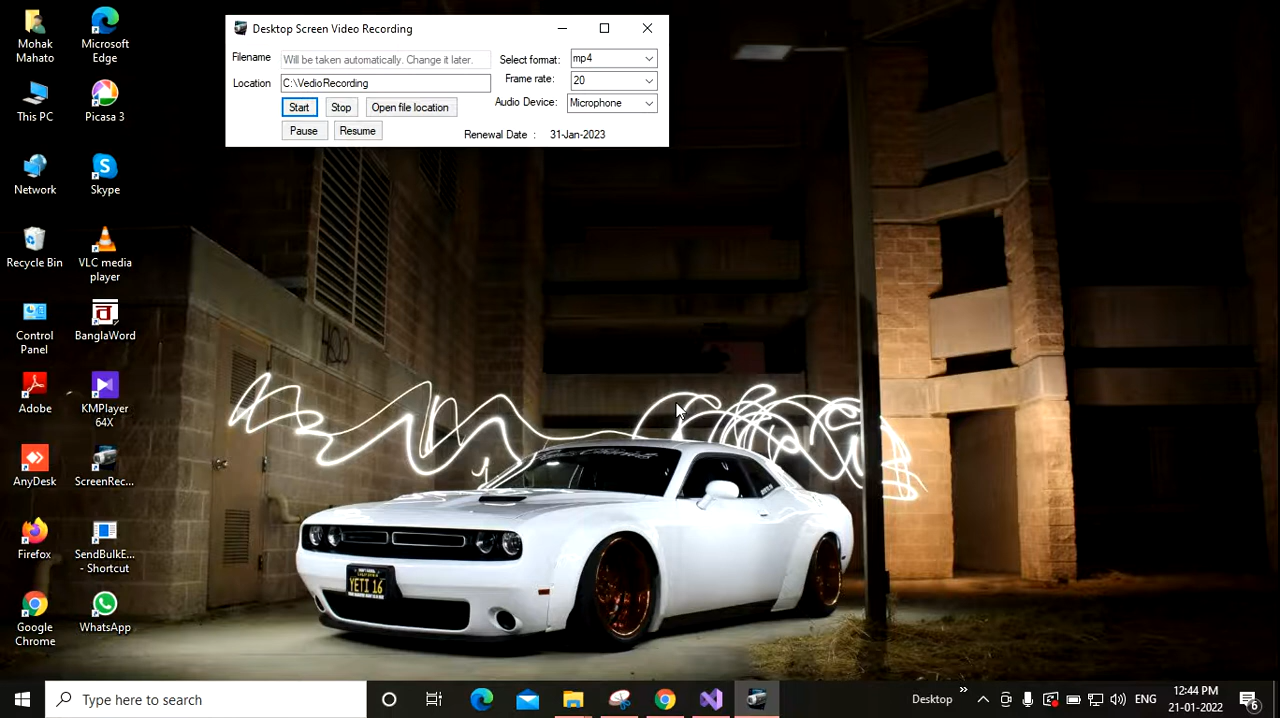 Mohak
Mahato
Microsoft
Edge
This PC
Picasa 3
Network
Skype
Recycle Bin
VLC media
player
Control
Panel
BanglaWord
Adobe
KMPlayer
64X
AnyDesk
ScreenRec...
Firefox
SendBulkE...
- Shortcut
Google
Chrome
WhatsApp
Desktop Screen Video Recording
Filename
Will be taken automatically. Change it later.
Select format:
mp4
Location
C:\VedioRecording
Frame rate:
20
Start
Stop
Open file location
Audio Device:
Microphone
Pause
Resume
Renewal Date :
31-Jan-2023
400
YETI 16
Type here to search
Desktop
ENG
12:44 PM
21-01-2022
6